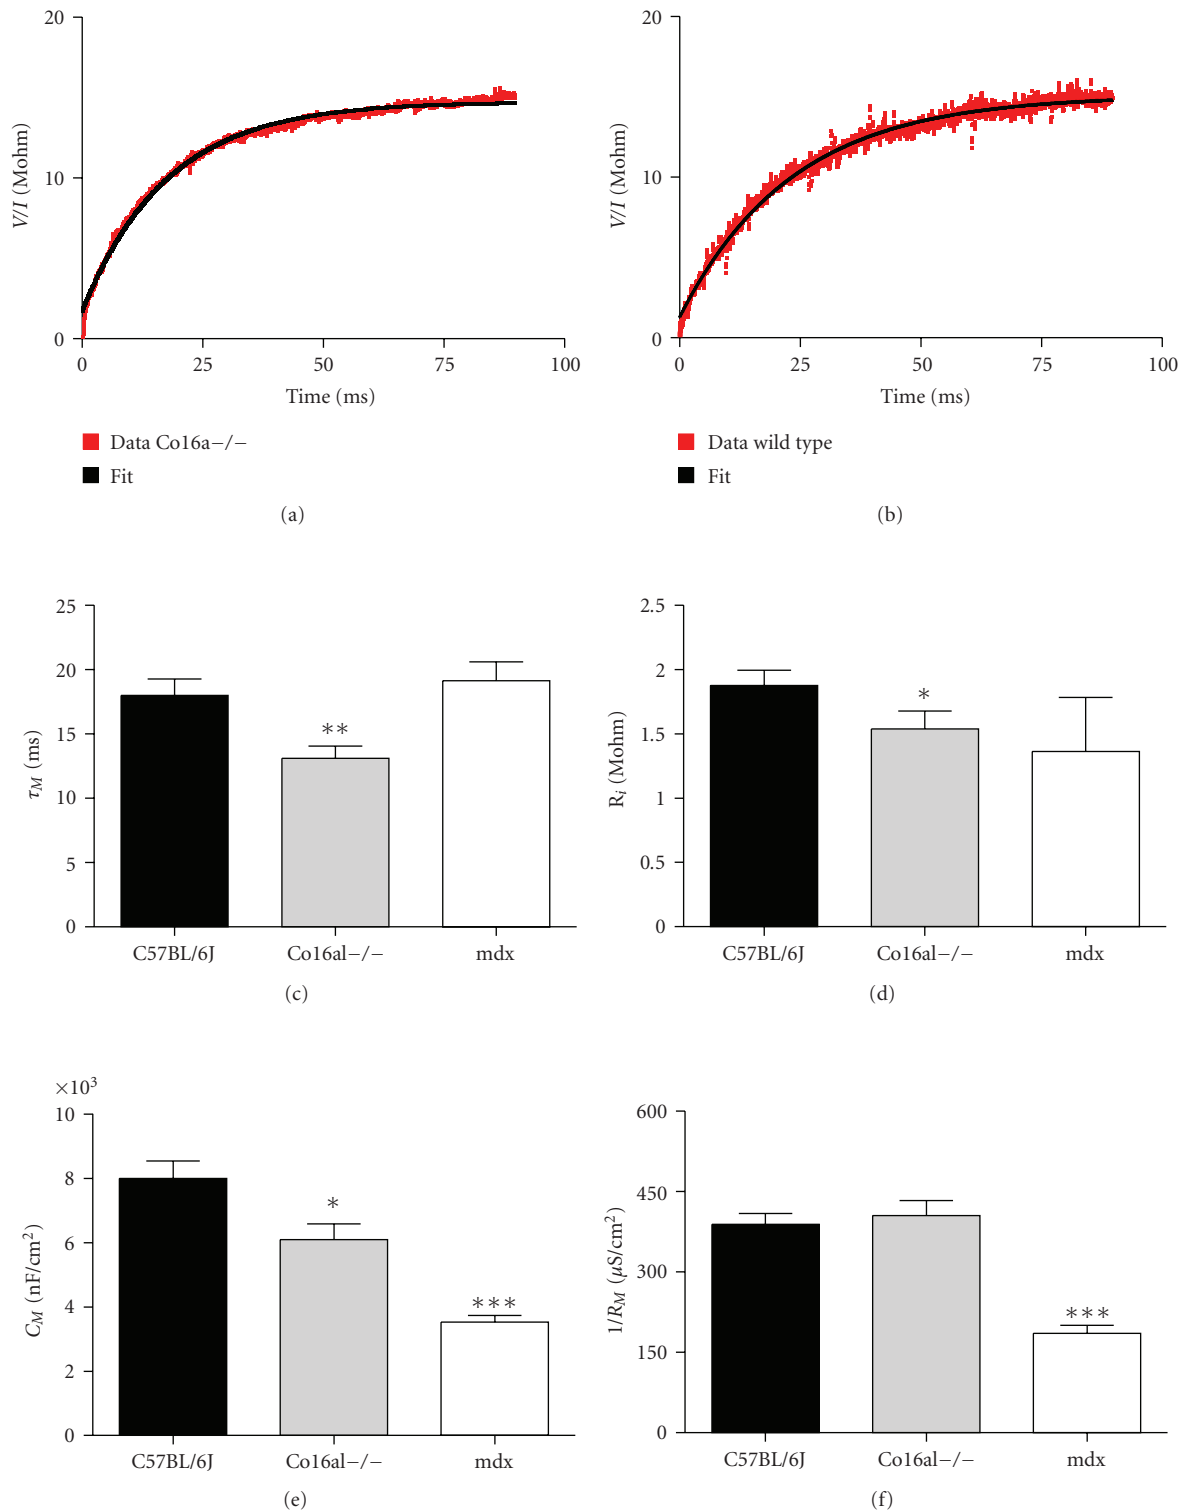 20
10
0
V/I (Mohm)
0 25 50 75 100
Time (ms)
Data Co16a−/−
Fit
(a)
20
10
0
V/I (Mohm)
0 25 50 75 100
Time (ms)
Data wild type
Fit
(b)
25
20
15
10
5
0
τM (ms)
**
C57BL/6J Co16al−/− mdx
(c)
2.5
2
1.5
1
0.5
0
Ri (Mohm)
*
C57BL/6J Co16al−/− mdx
(d)
×10³
10
8
6
4
2
0
CM (nF/cm²)
*
***
C57BL/6J Co16al−/− mdx
(e)
600
450
300
150
0
1/RM (μS/cm²)
***
C57BL/6J Co16al−/− mdx
(f)